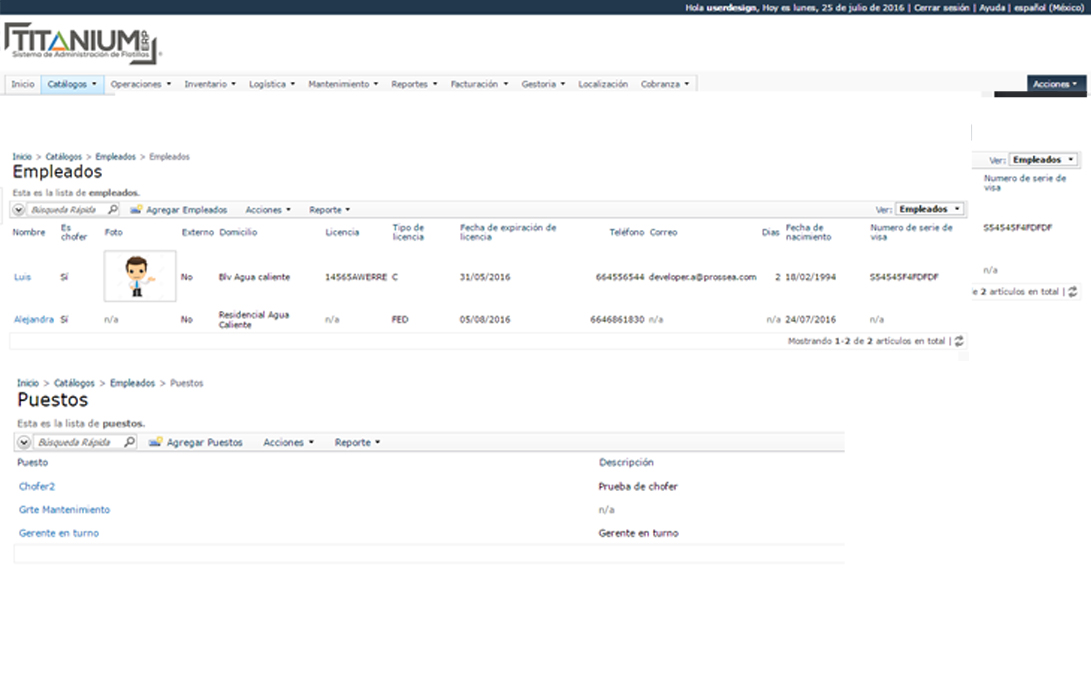 Hola userdesign, Hoy es lunes, 25 de julio de 2016 | Cerrar sesión | Ayuda | español (México)
TITANIUM ERP
Sistema de Administración de Flotillas
Inicio Catálogos Operaciones Inventario Logística Mantenimiento Reportes Facturación Gestoria Localización Cobranza Acciones
Inicio > Catálogos > Empleados > Empleados
Empleados
Esta es la lista de empleados.
Búsqueda Rápida Agregar Empleados Acciones Reporte Ver: Empleados
Nombre Es chofer Foto Externo Domicilio Licencia Tipo de licencia Fecha de expiración de licencia Teléfono Correo Dias Fecha de nacimiento Numero de serie de visa
Luis Sí No Blv Agua caliente 14565AWERRE C 31/05/2016 664556544 developer.a@prossea.com 2 18/02/1994 S54545F4FDFDF
Alejandra Sí n/a No Residencial Agua Caliente n/a FED 05/08/2016 6646861830 n/a n/a 24/07/2016 n/a
Mostrando 1-2 de 2 artículos en total |
Ver: Empleados
Numero de serie de
visa
S54545F4FDFDF
n/a
e 2 artículos en total |
Inicio > Catálogos > Empleados > Puestos
Puestos
Esta es la lista de puestos.
Búsqueda Rápida Agregar Puestos Acciones Reporte
Puesto Descripción
Chofer2 Prueba de chofer
Grte Mantenimiento n/a
Gerente en turno Gerente en turno